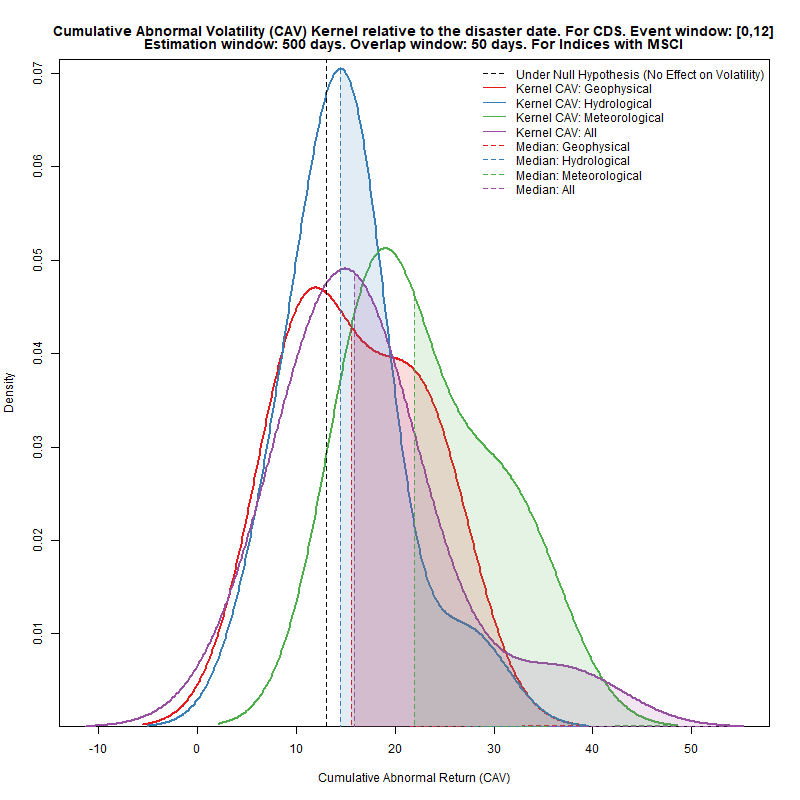 Cumulative Abnormal Volatility (CAV) Kernel relative to the disaster date. For CDS. Event window: [0,12]
Estimation window: 500 days. Overlap window: 50 days. For Indices with MSCI
Under Null Hypothesis (No Effect on Volatility)
Kernel CAV: Geophysical
Kernel CAV: Hydrological
Kernel CAV: Meteorological
Kernel CAV: All
Median: Geophysical
Median: Hydrological
Median: Meteorological
Median: All
0.07
0.06
0.05
0.04
0.03
0.02
0.01
Density
-10 0 10 20 30 40 50
Cumulative Abnormal Return (CAV)